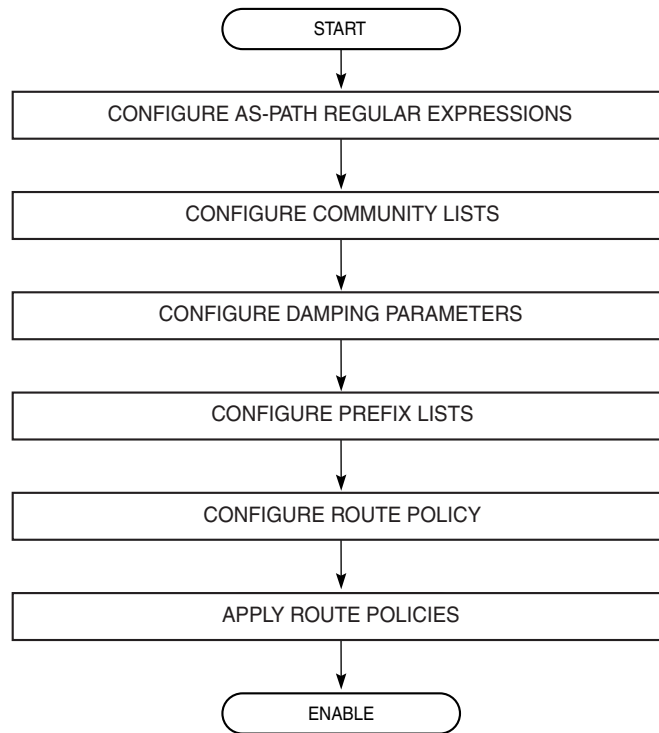 START
CONFIGURE AS-PATH REGULAR EXPRESSIONS
CONFIGURE COMMUNITY LISTS
CONFIGURE DAMPING PARAMETERS
CONFIGURE PREFIX LISTS
CONFIGURE ROUTE POLICY
APPLY ROUTE POLICIES
ENABLE